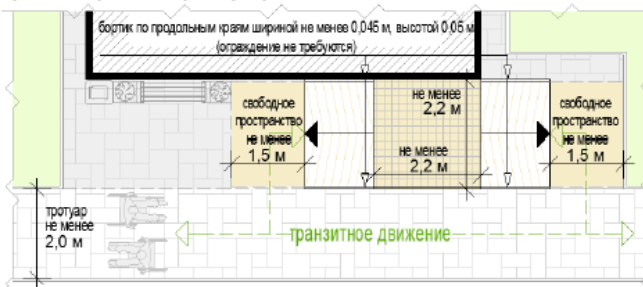 бортик по продольным краям шириной не менее 0,045 м, высотой 0,05 м
(ограждение не требуются)
свободное
пространство
не менее
1,5 м
не менее
2,2 м
не менее
2,2 м
свободное
пространство
не менее
1,5 м
тротуар
не менее
2,0 м
транзитное движение